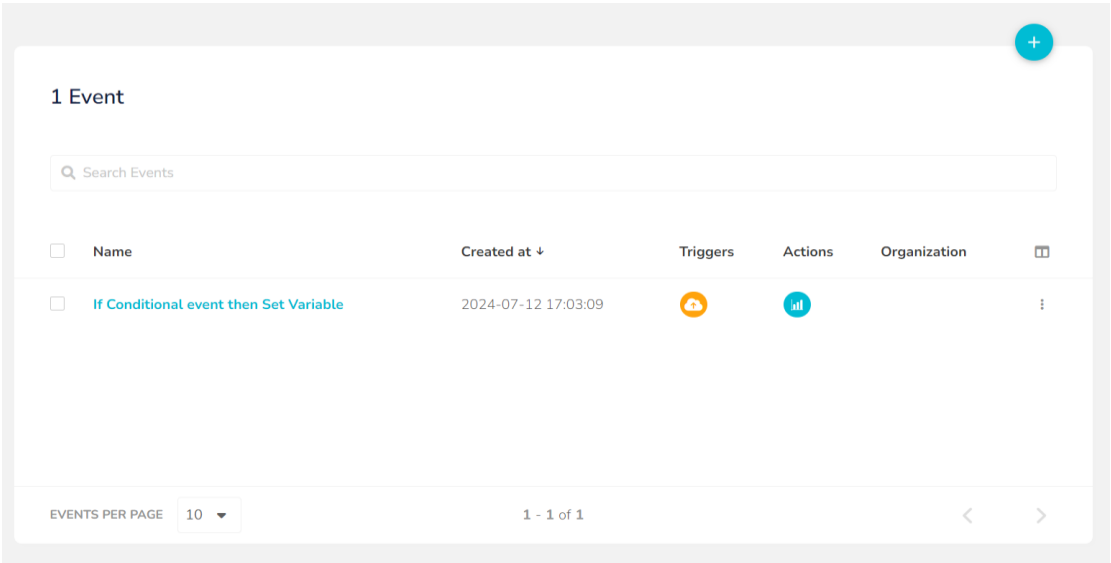 1 Event
Search Events
Name Created at ↓ Triggers Actions Organization
If Conditional event then Set Variable 2024-07-12 17:03:09
EVENTS PER PAGE 10 1 - 1 of 1